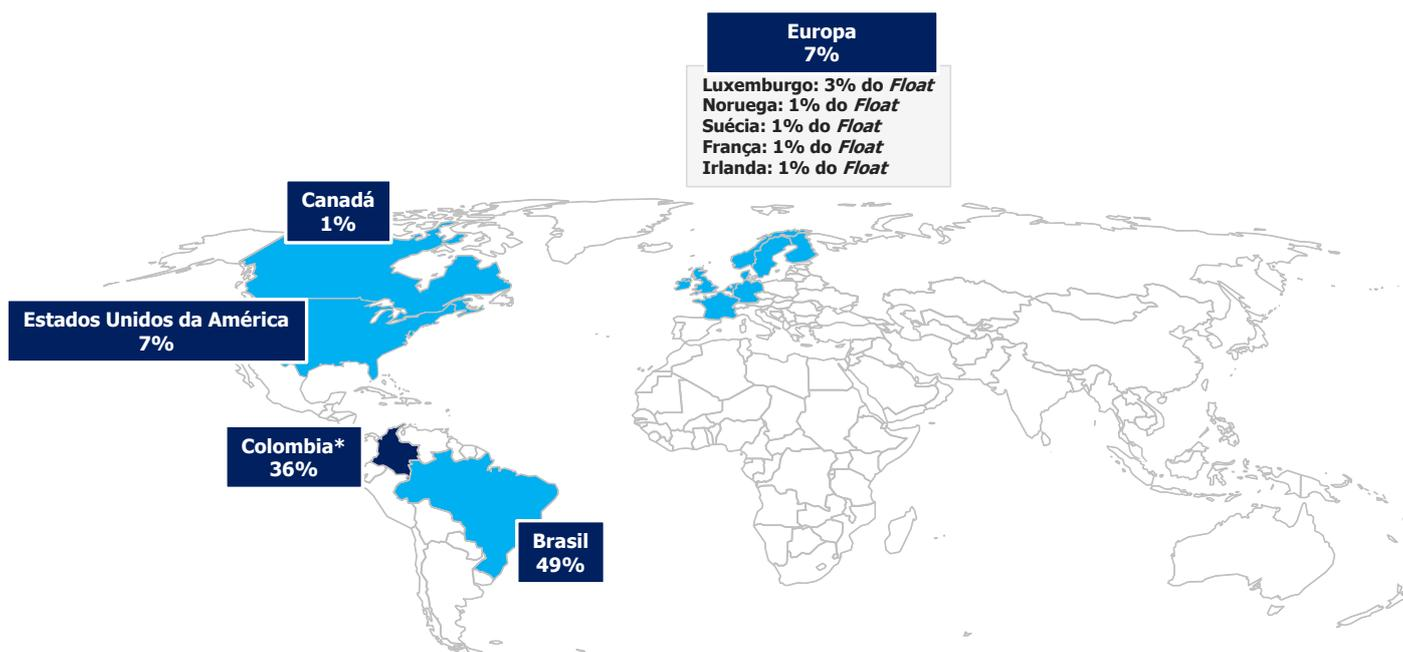 Europa
7%
Luxemburgo: 3% do Float
Noruega: 1% do Float
Suécia: 1% do Float
França: 1% do Float
Irlanda: 1% do Float
Canadá
1%
Estados Unidos da América
7%
Colombia*
36%
Brasil
49%